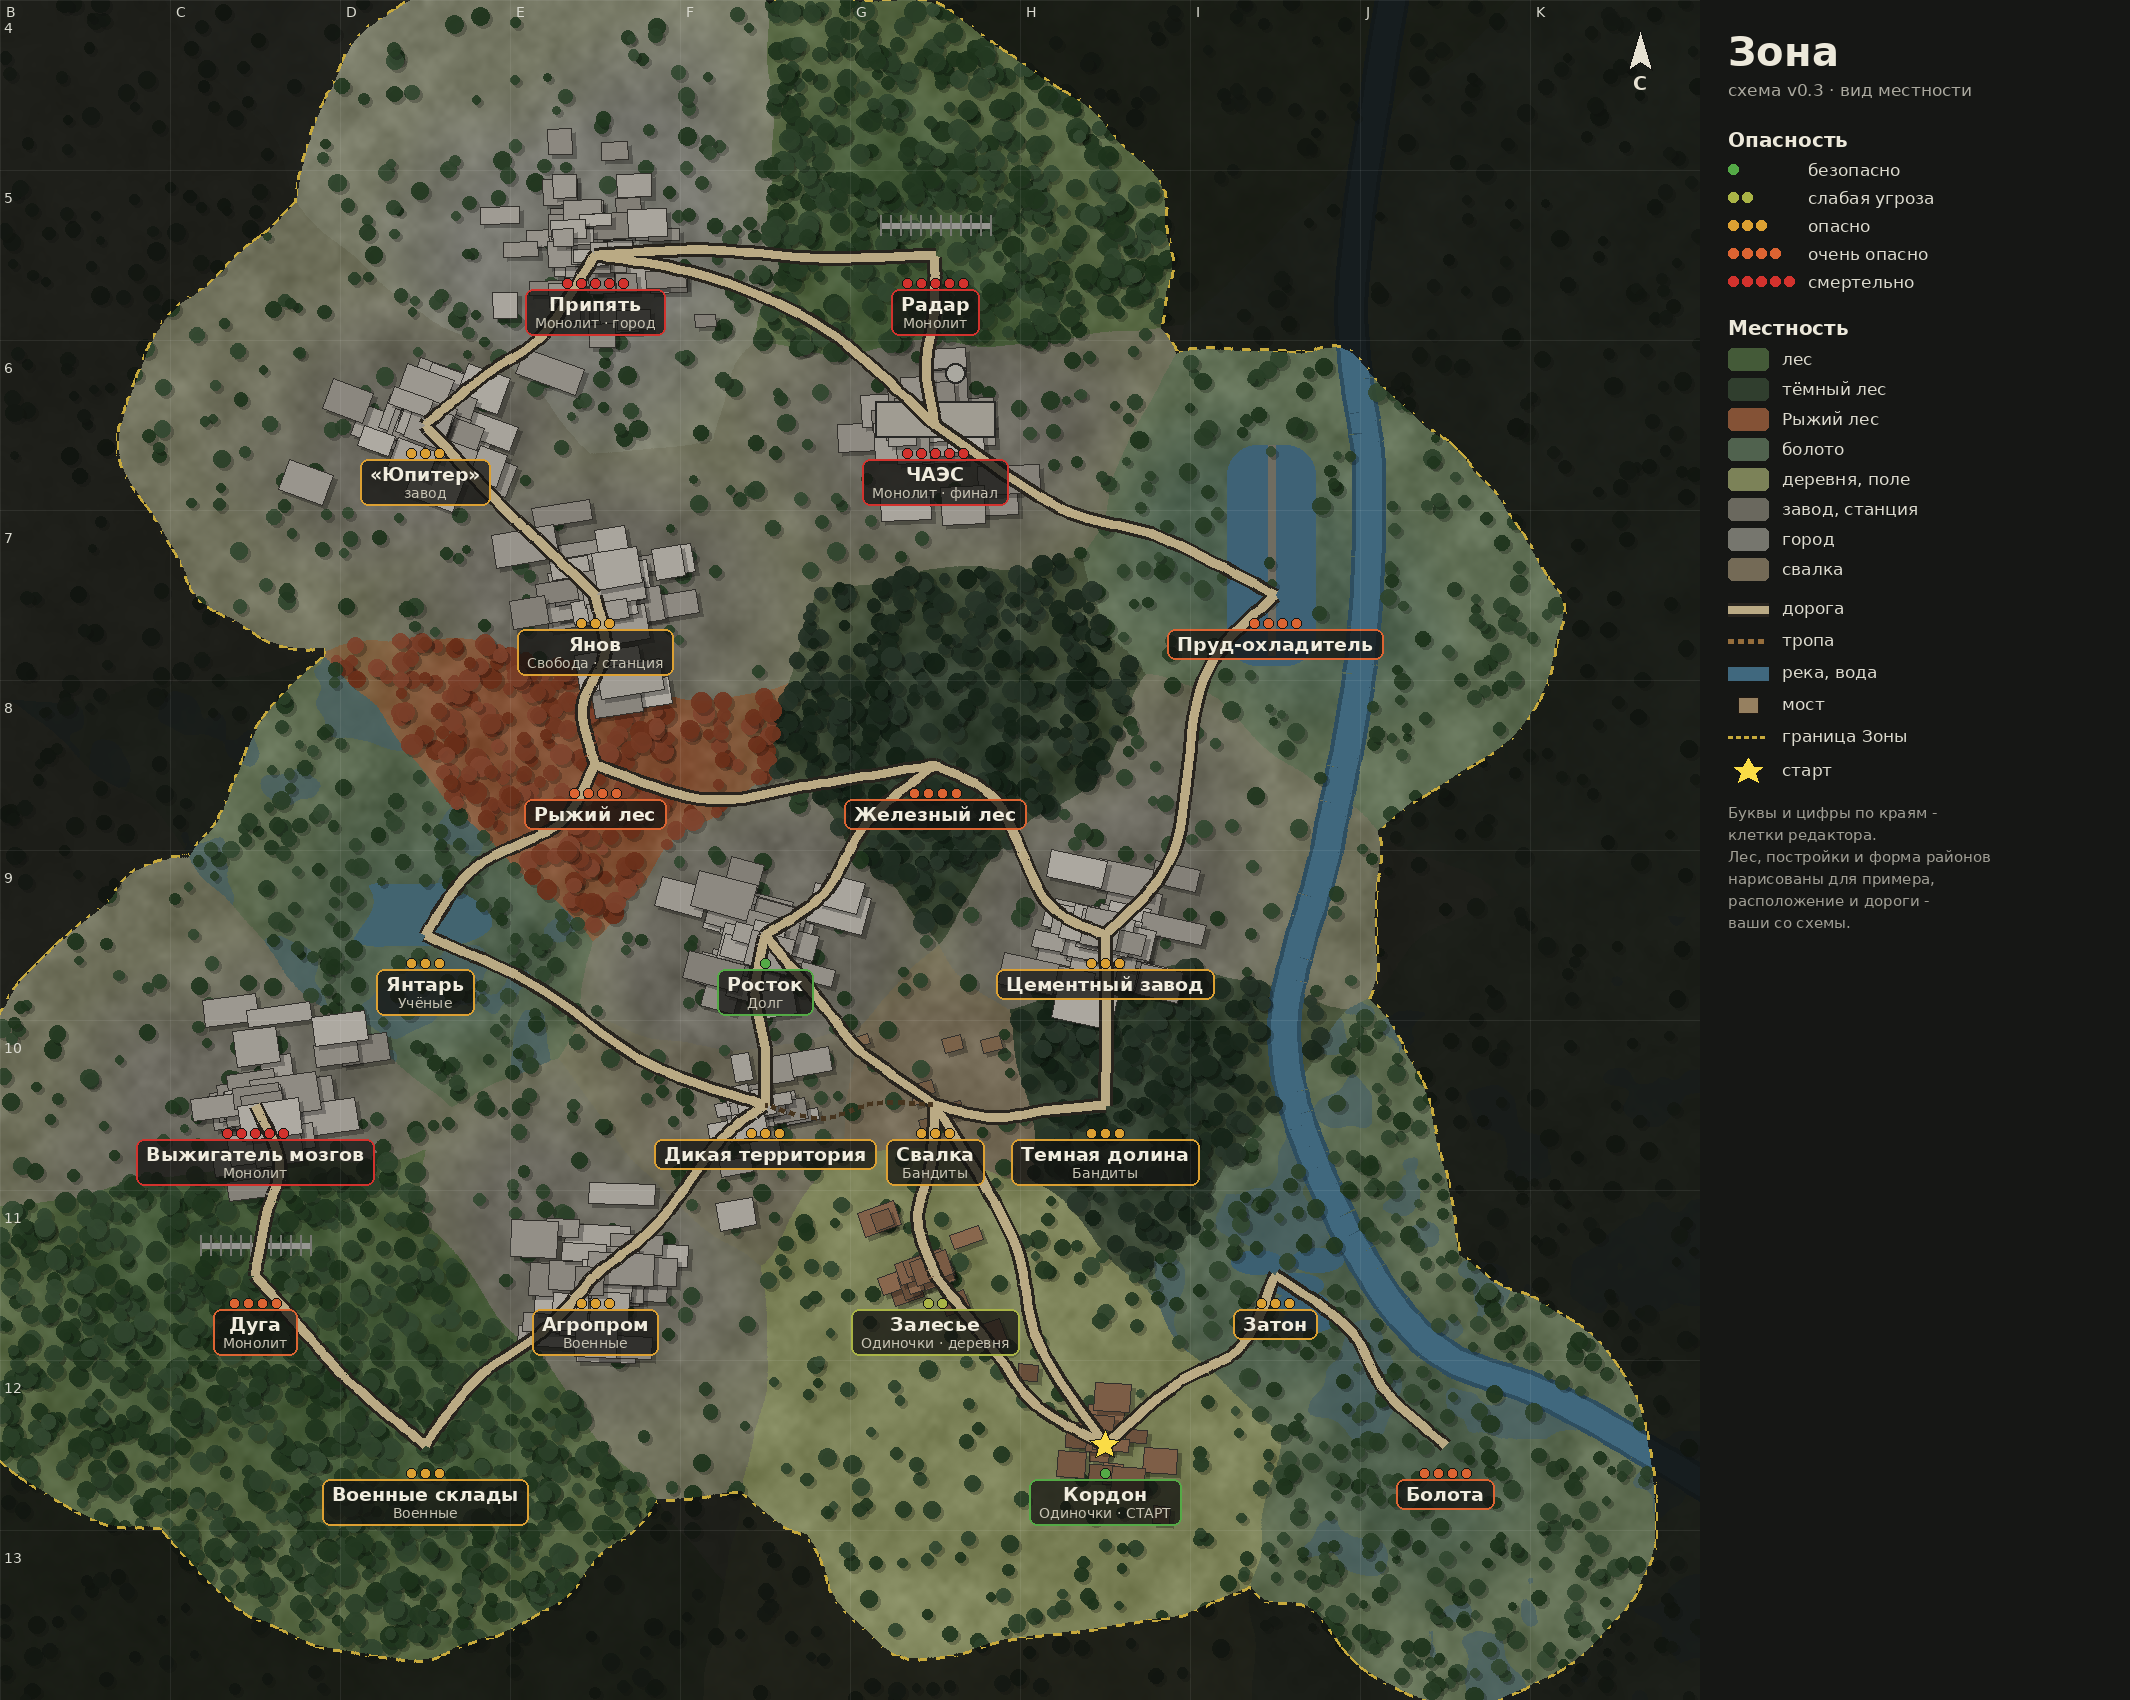 B C D E F G H I J K
4
5
6
7
8
9
10
11
12
13
С
Припять
Монолит · город
Радар
Монолит
«Юпитер»
завод
ЧАЭС
Монолит · финал
Янов
Свобода · станция
Пруд-охладитель
Рыжий лес
Железный лес
Янтарь
Учёные
Росток
Долг
Цементный завод
Выжигатель мозгов
Монолит
Дикая территория
Свалка
Бандиты
Темная долина
Бандиты
Дуга
Монолит
Агропром
Военные
Залесье
Одиночки · деревня
Затон
Военные склады
Военные
Кордон
Одиночки · СТАРТ
Болота
Зона
схема v0.3 · вид местности
Опасность
безопасно
слабая угроза
опасно
очень опасно
смертельно
Местность
лес
тёмный лес
Рыжий лес
болото
деревня, поле
завод, станция
город
свалка
дорога
тропа
река, вода
мост
граница Зоны
старт
Буквы и цифры по краям -
клетки редактора.
Лес, постройки и форма районов
нарисованы для примера,
расположение и дороги -
ваши со схемы.